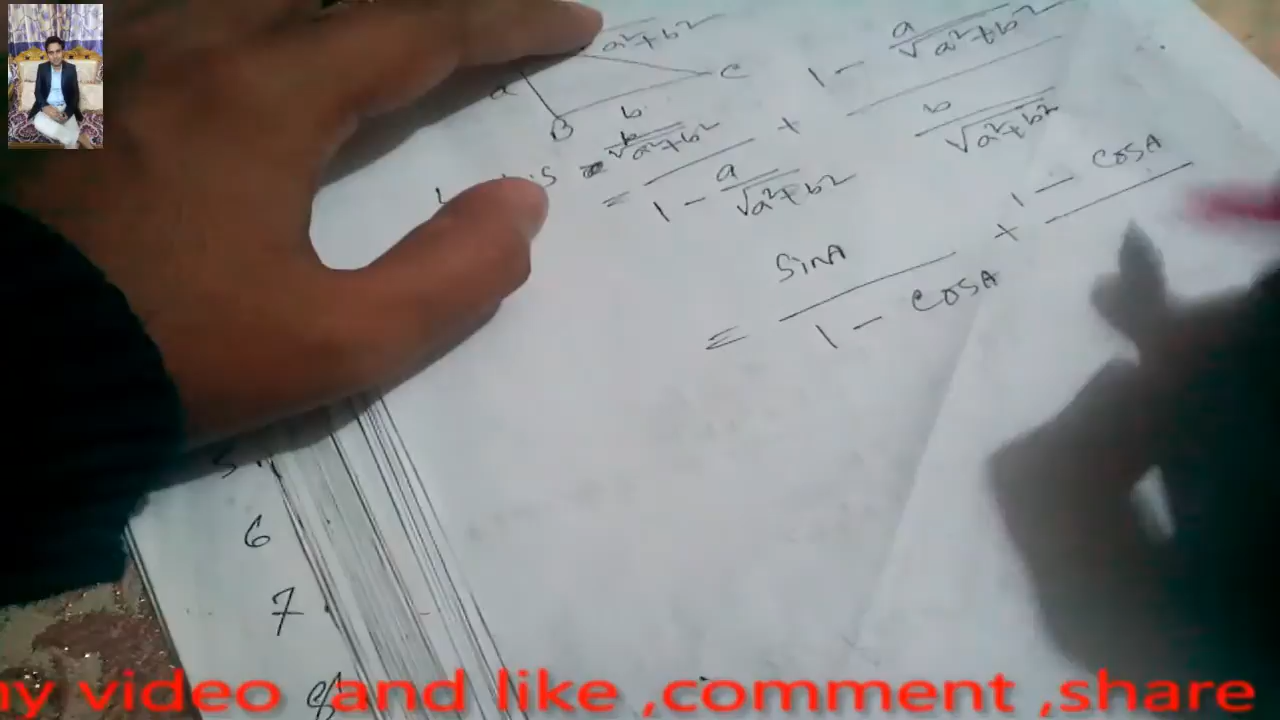 √a²+b²
a
C
B
b
= b/√a²+b² / 1 - a/√a²+b² + 1 - a/√a²+b² / b/√a²+b²
= sinA / 1 - cosA + 1 - cosA
6
7
8
my video and like ,comment ,share